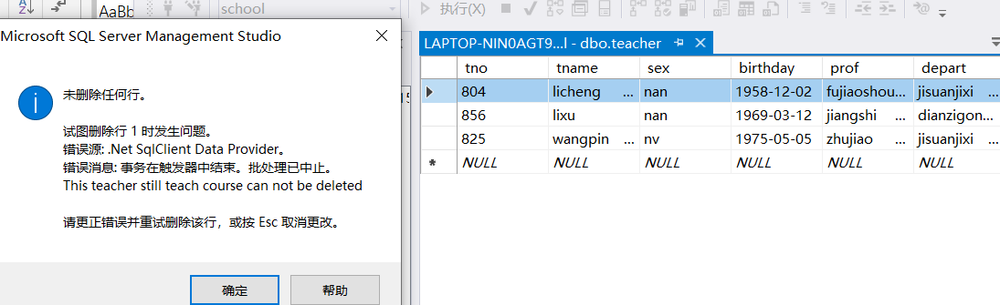 AaBb
school
执行(X)
Microsoft SQL Server Management Studio
未删除任何行。
试图删除行 1 时发生问题。
错误源: .Net SqlClient Data Provider。
错误消息: 事务在触发器中结束。批处理已中止。
This teacher still teach course can not be deleted
请更正错误并重试删除该行，或按 Esc 取消更改。
确定 帮助
LAPTOP-NIN0AGT9...l - dbo.teacher
tno tname sex birthday prof depart
804 licheng ... nan 1958-12-02 fujiaoshou... jisuanjixi ...
856 lixu ... nan 1969-03-12 jiangshi ... dianzigon...
825 wangpin ... nv 1975-05-05 zhujiao ... jisuanjixi ...
NULL NULL NULL NULL NULL NULL